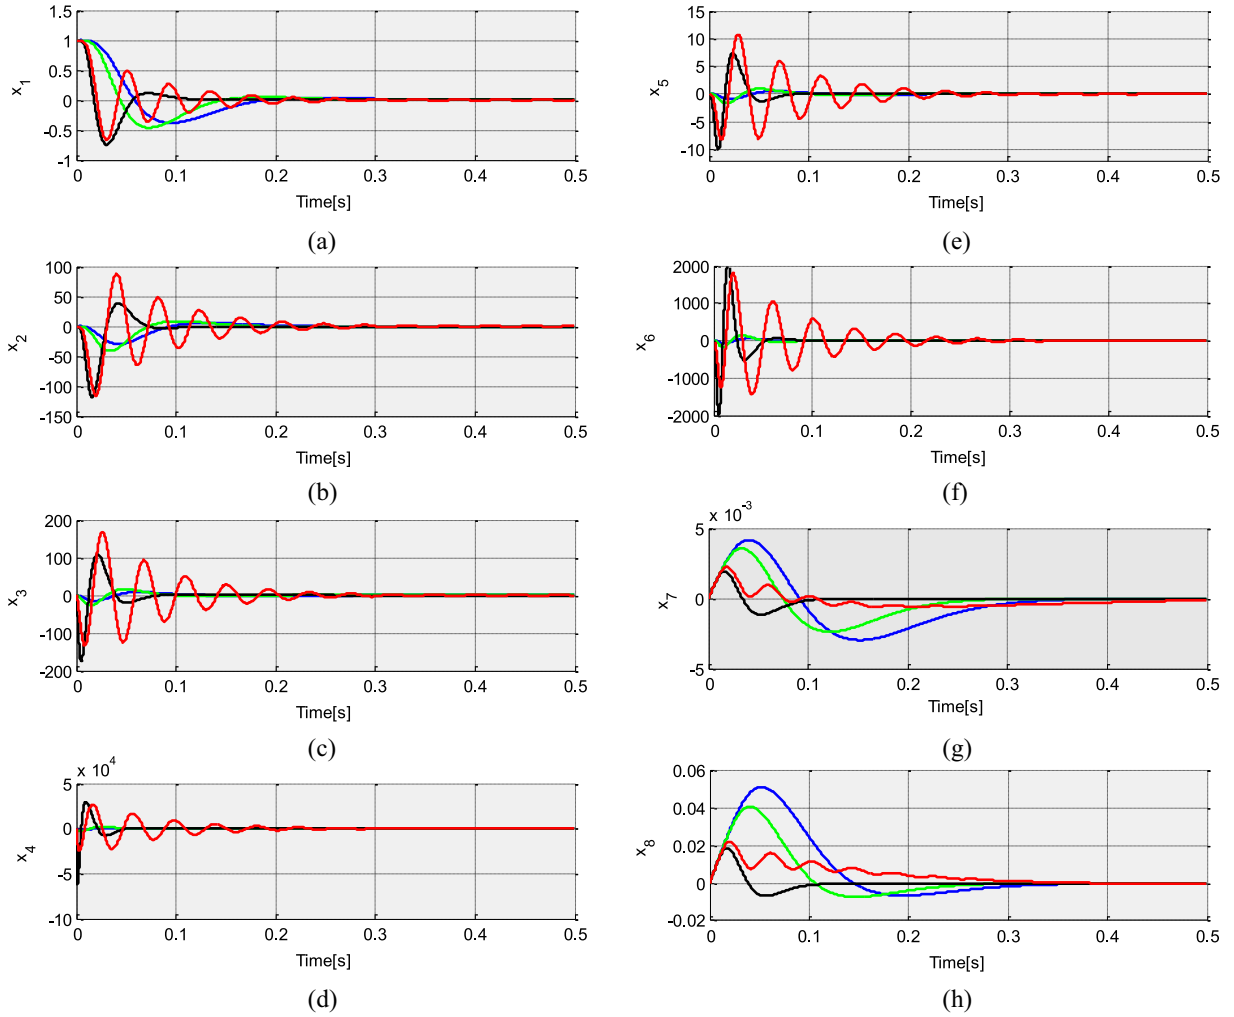 1.5
1
0.5
0
-0.5
-1
x1
0 0.1 0.2 0.3 0.4 0.5
Time[s]
(a)
100
50
0
-50
-100
-150
x2
0 0.1 0.2 0.3 0.4 0.5
Time[s]
(b)
200
100
0
-100
-200
x3
0 0.1 0.2 0.3 0.4 0.5
Time[s]
(c)
x 10^4
5
0
-5
-10
x4
0 0.1 0.2 0.3 0.4 0.5
Time[s]
(d)
15
10
5
0
-5
-10
x5
0 0.1 0.2 0.3 0.4 0.5
Time[s]
(e)
2000
1000
0
-1000
-2000
x6
0 0.1 0.2 0.3 0.4 0.5
Time[s]
(f)
x 10^-3
5
0
-5
x7
0 0.1 0.2 0.3 0.4 0.5
Time[s]
(g)
0.06
0.04
0.02
0
-0.02
x8
0 0.1 0.2 0.3 0.4 0.5
Time[s]
(h)